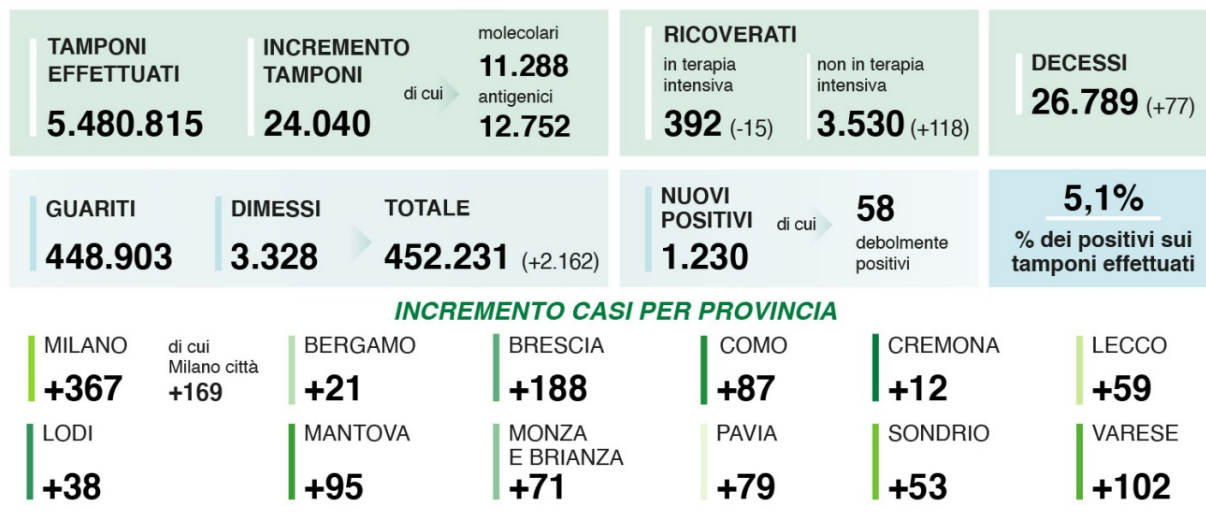 TAMPONI
EFFETTUATI
5.480.815
INCREMENTO
TAMPONI
24.040
di cui
molecolari
11.288
antigenici
12.752
RICOVERATI
in terapia
intensiva
392 (-15)
non in terapia
intensiva
3.530 (+118)
DECESSI
26.789 (+77)
GUARITI
448.903
DIMESSI
3.328
TOTALE
452.231 (+2.162)
NUOVI
POSITIVI
1.230
di cui
58
debolmente
positivi
5,1%
% dei positivi sui
tamponi effettuati
INCREMENTO CASI PER PROVINCIA
MILANO
+367
di cui
Milano città
+169
BERGAMO
+21
BRESCIA
+188
COMO
+87
CREMONA
+12
LECCO
+59
LODI
+38
MANTOVA
+95
MONZA
E BRIANZA
+71
PAVIA
+79
SONDRIO
+53
VARESE
+102